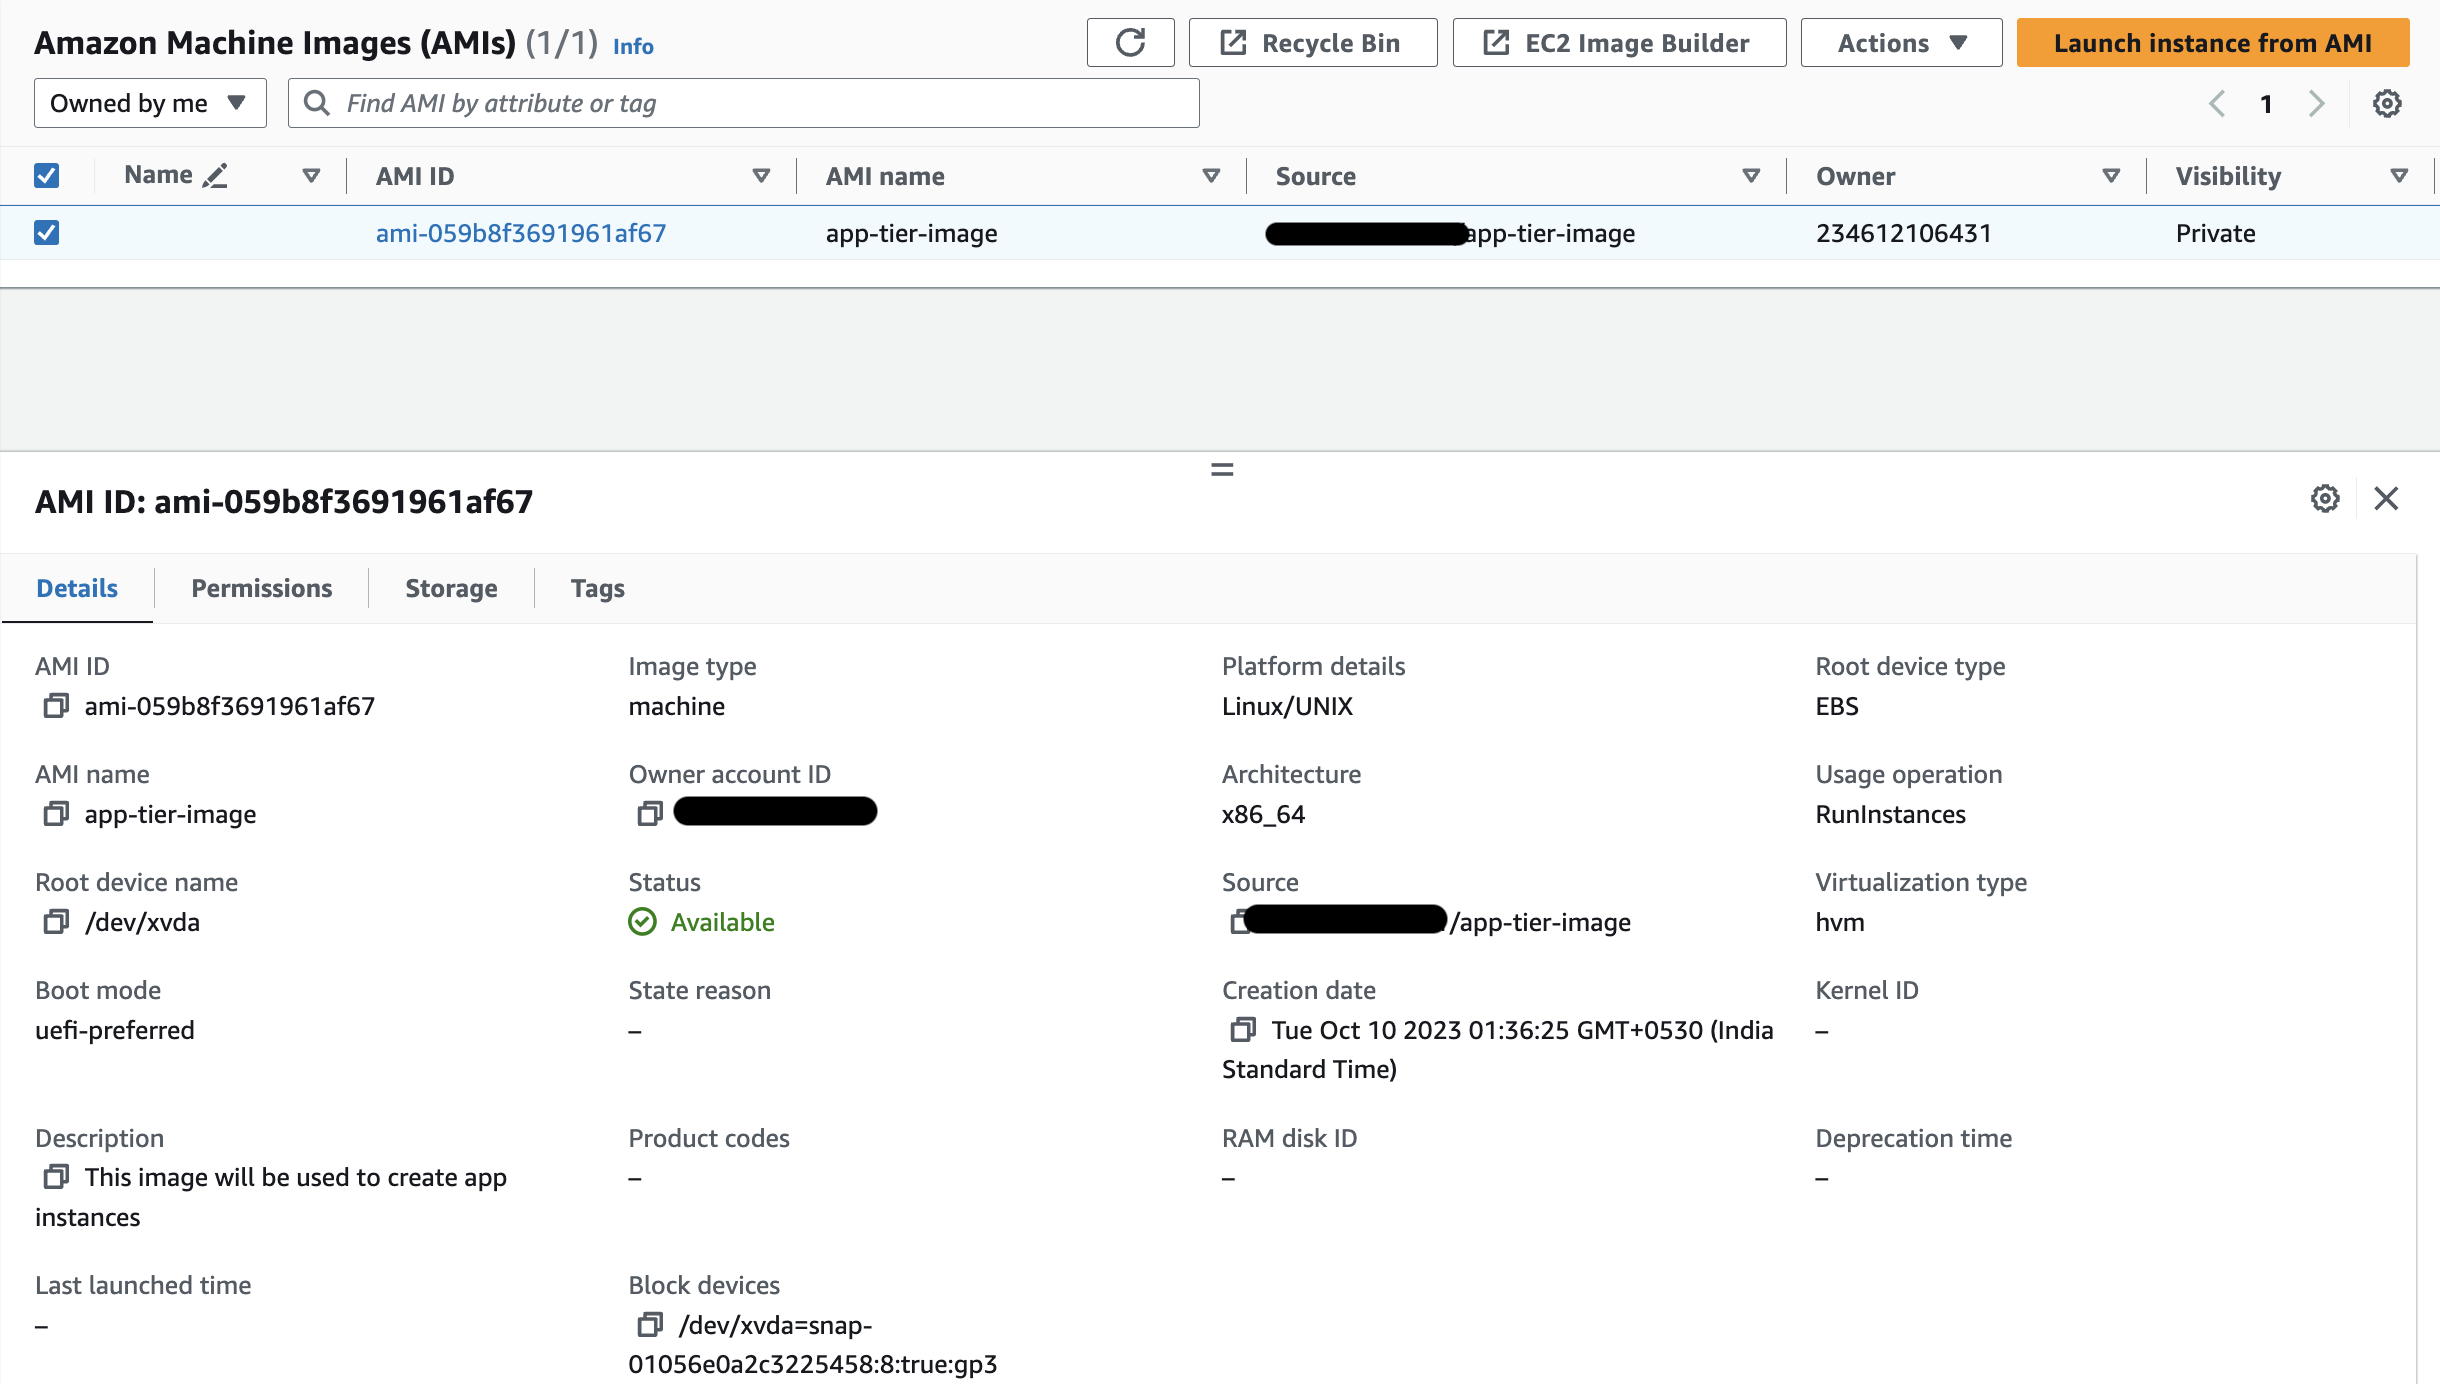 Amazon Machine Images (AMIs) (1/1) Info
Recycle Bin
EC2 Image Builder
Actions
Launch instance from AMI
Owned by me
Find AMI by attribute or tag
1
Name AMI ID AMI name Source Owner Visibility
ami-059b8f3691961af67 app-tier-image app-tier-image 234612106431 Private
AMI ID: ami-059b8f3691961af67
Details Permissions Storage Tags
AMI ID
ami-059b8f3691961af67
Image type
machine
Platform details
Linux/UNIX
Root device type
EBS
AMI name
app-tier-image
Owner account ID
Architecture
x86_64
Usage operation
RunInstances
Root device name
/dev/xvda
Status
Available
Source
/app-tier-image
Virtualization type
hvm
Boot mode
uefi-preferred
State reason
–
Creation date
Tue Oct 10 2023 01:36:25 GMT+0530 (India
Standard Time)
Kernel ID
–
Description
This image will be used to create app
instances
Product codes
–
RAM disk ID
–
Deprecation time
–
Last launched time
–
Block devices
/dev/xvda=snap-
01056e0a2c3225458:8:true:gp3